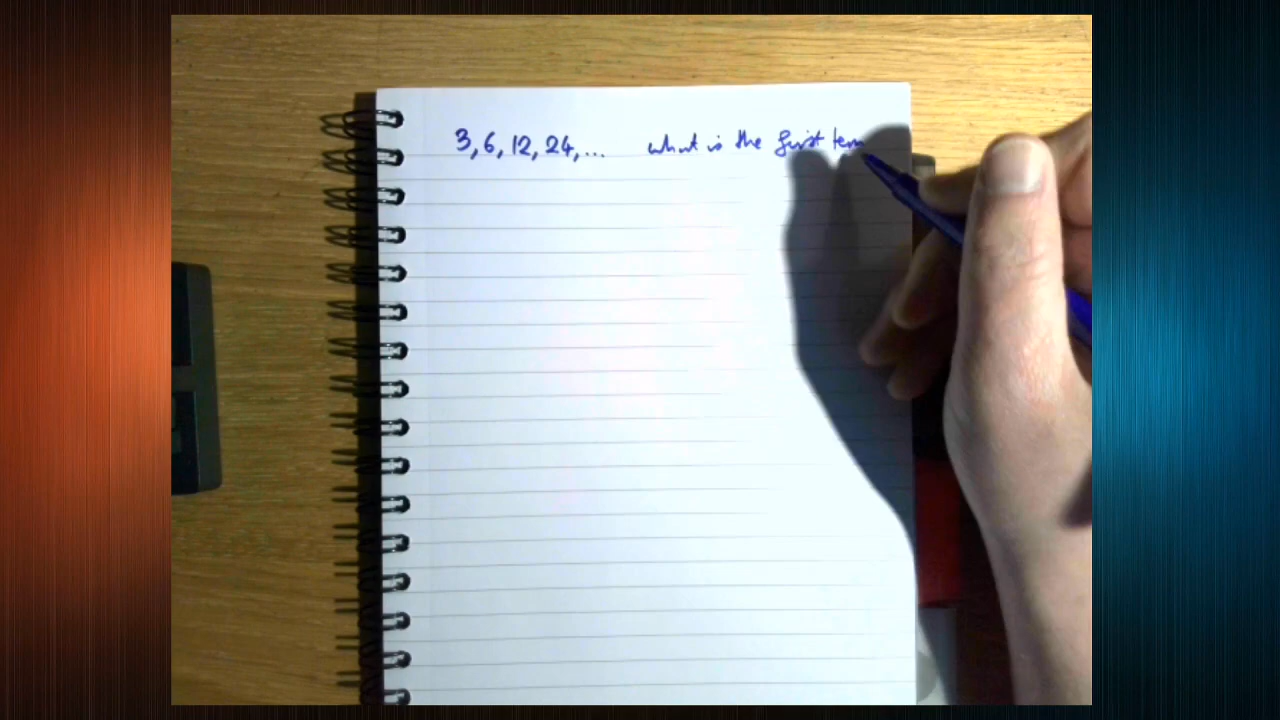 3, 6, 12, 24, ... what is the first term